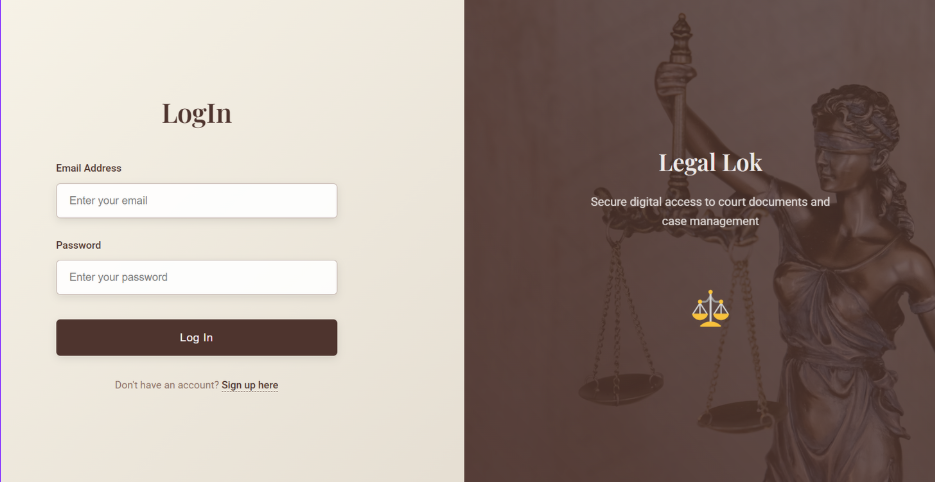 LogIn
Email Address
Enter your email
Password
Enter your password
Log In
Don't have an account? Sign up here
Legal Lok
Secure digital access to court documents and
case management